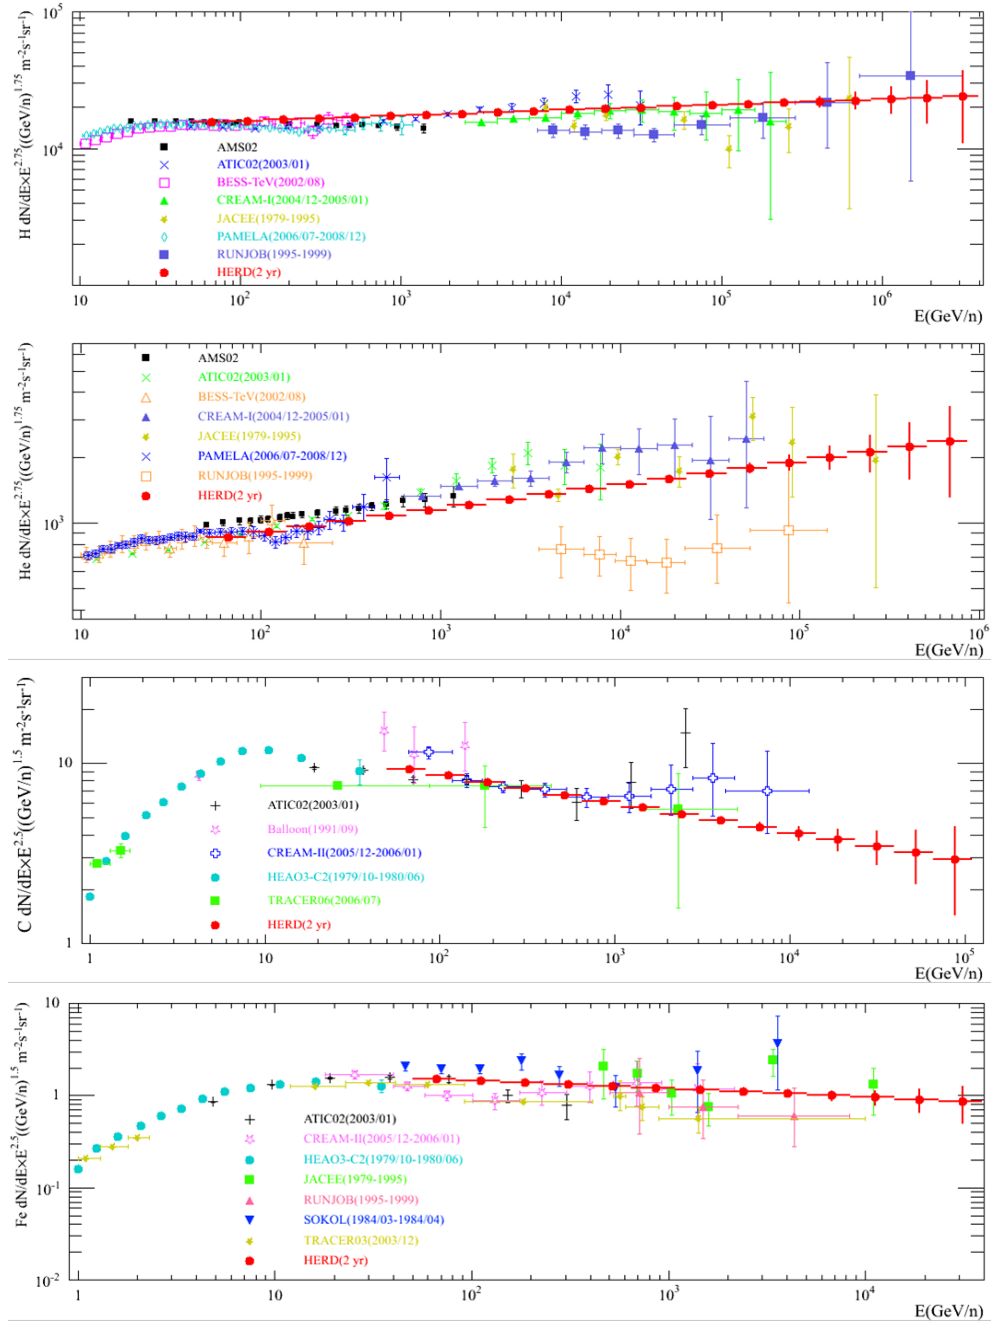 H dN/dE×E^2.75((GeV/n)^1.75 m^-2s^-1sr^-1)
10^5
10^4
AMS02
ATIC02(2003/01)
BESS-TeV(2002/08)
CREAM-I(2004/12-2005/01)
JACEE(1979-1995)
PAMELA(2006/07-2008/12)
RUNJOB(1995-1999)
HERD(2 yr)
10 10^2 10^3 10^4 10^5 10^6
E(GeV/n)
He dN/dE×E^2.75((GeV/n)^1.75 m^-2s^-1sr^-1)
10^3
AMS02
ATIC02(2003/01)
BESS-TeV(2002/08)
CREAM-I(2004/12-2005/01)
JACEE(1979-1995)
PAMELA(2006/07-2008/12)
RUNJOB(1995-1999)
HERD(2 yr)
10 10^2 10^3 10^4 10^5 10^6
E(GeV/n)
C dN/dE×E^2.5((GeV/n)^1.5 m^-2s^-1sr^-1)
10
1
ATIC02(2003/01)
Balloon(1991/09)
CREAM-II(2005/12-2006/01)
HEAO3-C2(1979/10-1980/06)
TRACER06(2006/07)
HERD(2 yr)
1 10 10^2 10^3 10^4 10^5
E(GeV/n)
Fe dN/dE×E^2.5((GeV/n)^1.5 m^-2s^-1sr^-1)
10
1
10^-1
10^-2
ATIC02(2003/01)
CREAM-II(2005/12-2006/01)
HEAO3-C2(1979/10-1980/06)
JACEE(1979-1995)
RUNJOB(1995-1999)
SOKOL(1984/03-1984/04)
TRACER03(2003/12)
HERD(2 yr)
1 10 10^2 10^3 10^4
E(GeV/n)